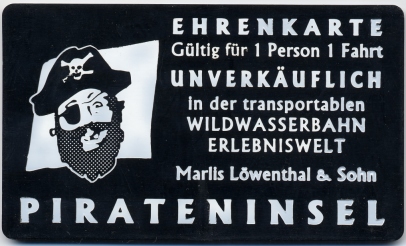 EHRENKARTE
Gültig für 1 Person 1 Fahrt
UNVERKÄUFLICH
in der transportablen
WILDWASSERBAHN
ERLEBNISWELT
Marlis Löwenthal & Sohn
PIRATENINSEL